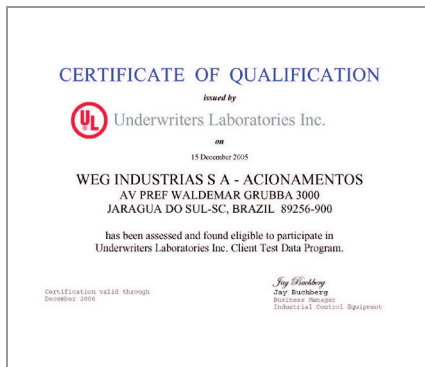 CERTIFICATE OF QUALIFICATION
issued by
UL Underwriters Laboratories Inc.
on
15 December 2005
WEG INDUSTRIAS S A - ACIONAMENTOS
AV PREF WALDEMAR GRUBBA 3000
JARAGUA DO SUL-SC, BRAZIL 89256-900
has been assessed and found eligible to participate in
Underwriters Laboratories Inc. Client Test Data Program.
Jay Buchberg
Certification valid through
December 2006
Jay Buchberg
Business Manager
Industrial Control Equipment